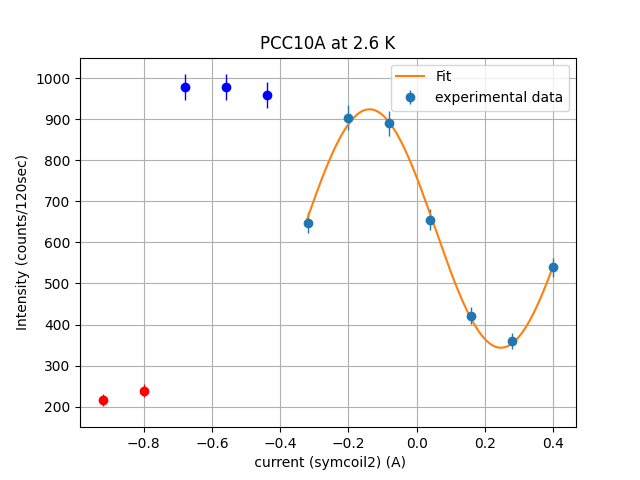 PCC10A at 2.6 K
Fit
experimental data
1000
900
800
700
600
500
400
300
200
Intensity (counts/120sec)
−0.8 −0.6 −0.4 −0.2 0.0 0.2 0.4
current (symcoil2) (A)